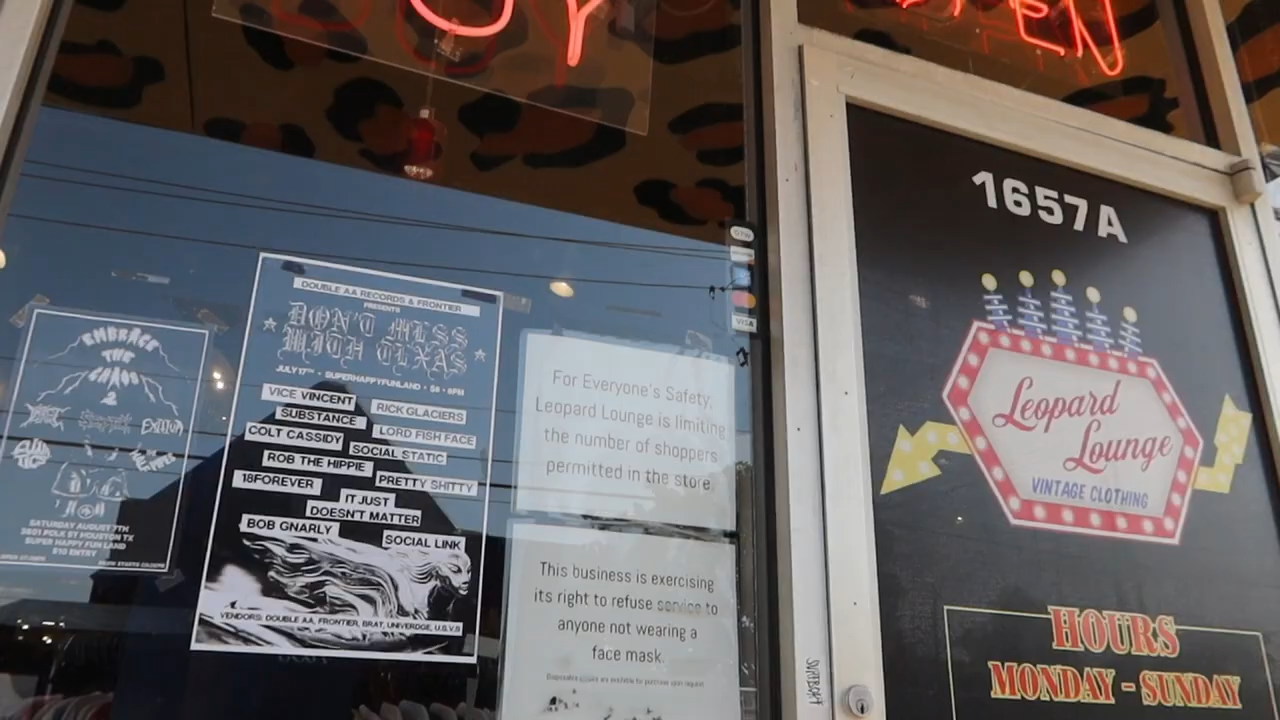 OPEN
1657A
Leopard
Lounge
VINTAGE CLOTHING
HOURS
MONDAY - SUNDAY
EMBRACE
THE
CHAOS
2
SATURDAY AUGUST 7TH
3801 POLK ST HOUSTON TX
SUPER HAPPY FUN LAND
$10 ENTRY
DOUBLE AA RECORDS & FRONTIER
PRESENTS
DON'T MESS
WITH TEXAS
JULY 17TH • SUPERHAPPYFUNLAND • $8 • 6PM
VICE VINCENT
RICK GLACIERS
SUBSTANCE
LORD FISH FACE
COLT CASSIDY
SOCIAL STATIC
ROB THE HIPPIE
PRETTY SHITTY
18FOREVER
IT JUST
DOESN'T MATTER
BOB GNARLY
SOCIAL LINK
VENDORS: DOUBLE AA, FRONTIER, BRAT, UNIVERDGE, U.G.V.S
For Everyone's Safety,
Leopard Lounge is limiting
the number of shoppers
permitted in the store.
This business is exercising
its right to refuse service to
anyone not wearing a
face mask.
VISA